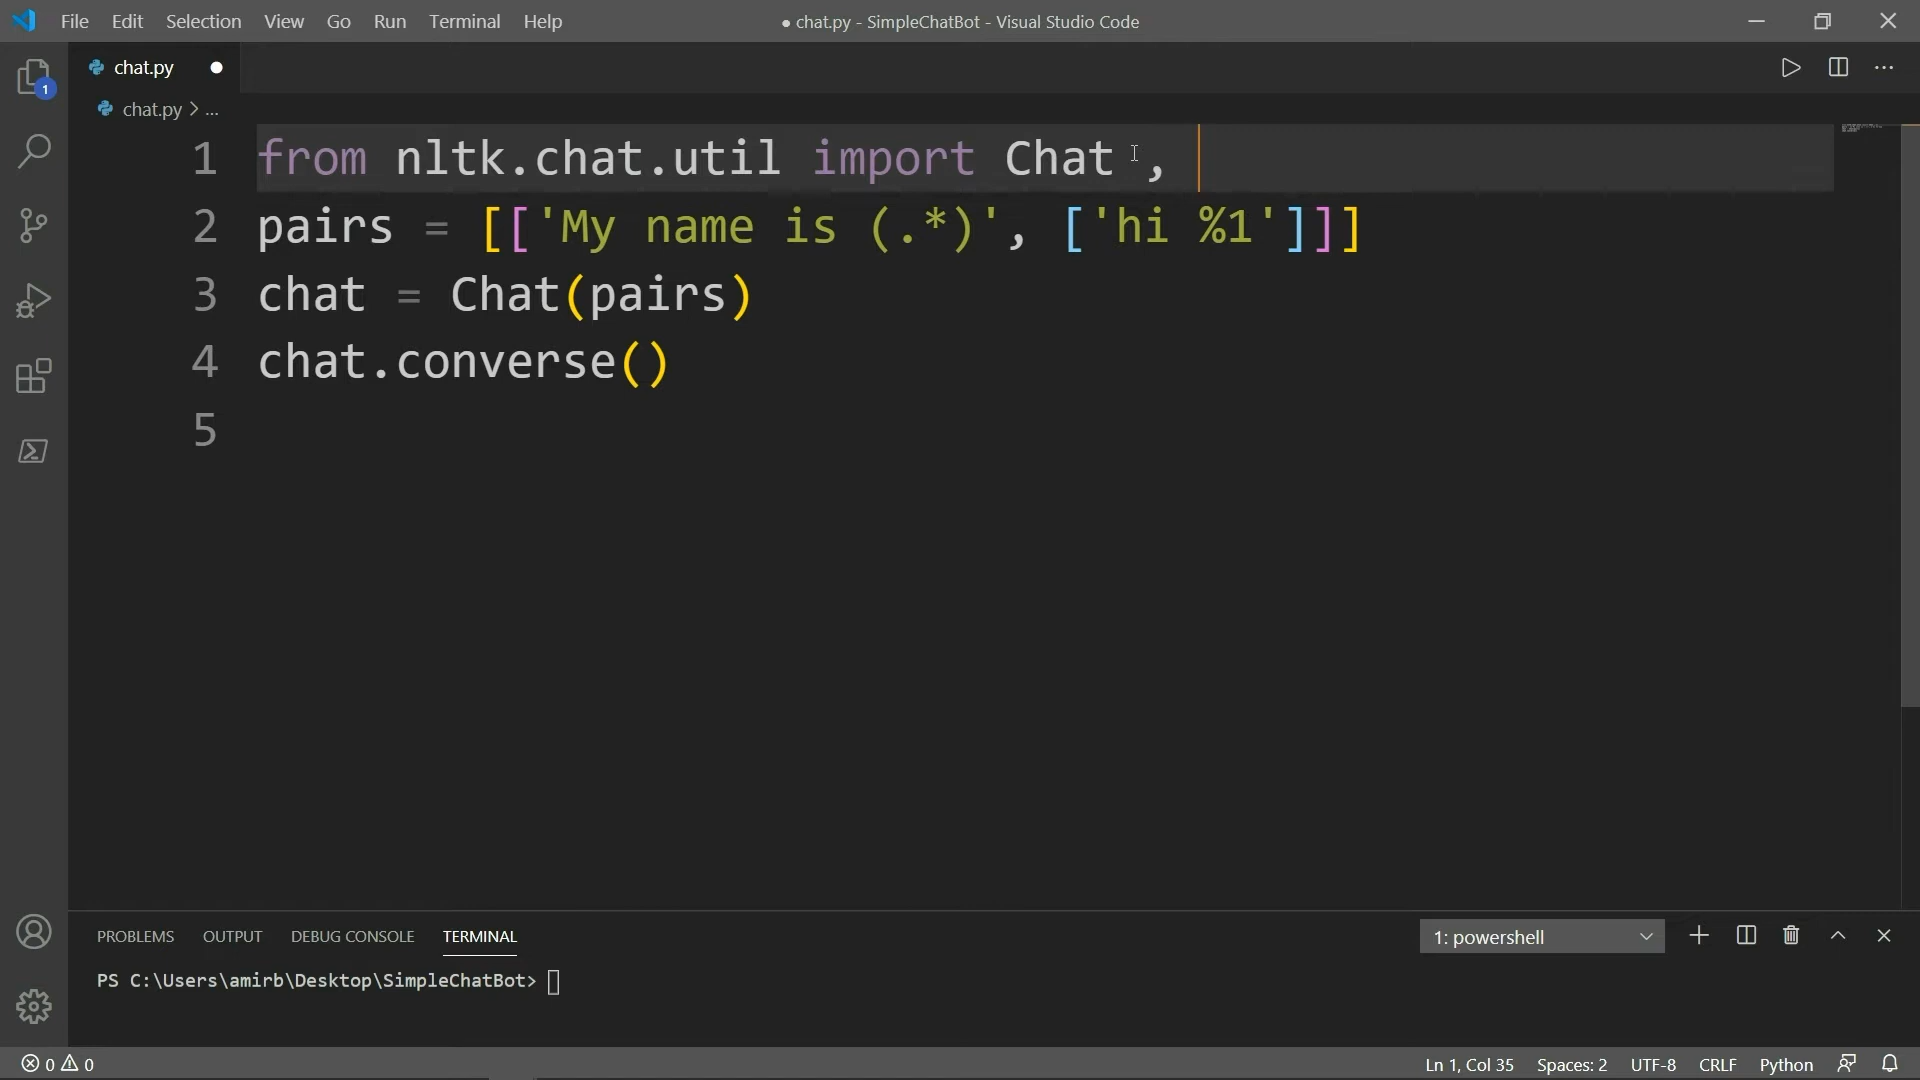 File Edit Selection View Go Run Terminal Help ● chat.py - SimpleChatBot - Visual Studio Code
chat.py ●
1
chat.py > ...
1 from nltk.chat.util import Chat ,
2 pairs = [['My name is (.*)', ['hi %1']]]
3 chat = Chat(pairs)
4 chat.converse()
5
PROBLEMS OUTPUT DEBUG CONSOLE TERMINAL 1: powershell
PS C:\Users\amirb\Desktop\SimpleChatBot>
0 0 Ln 1, Col 35 Spaces: 2 UTF-8 CRLF Python